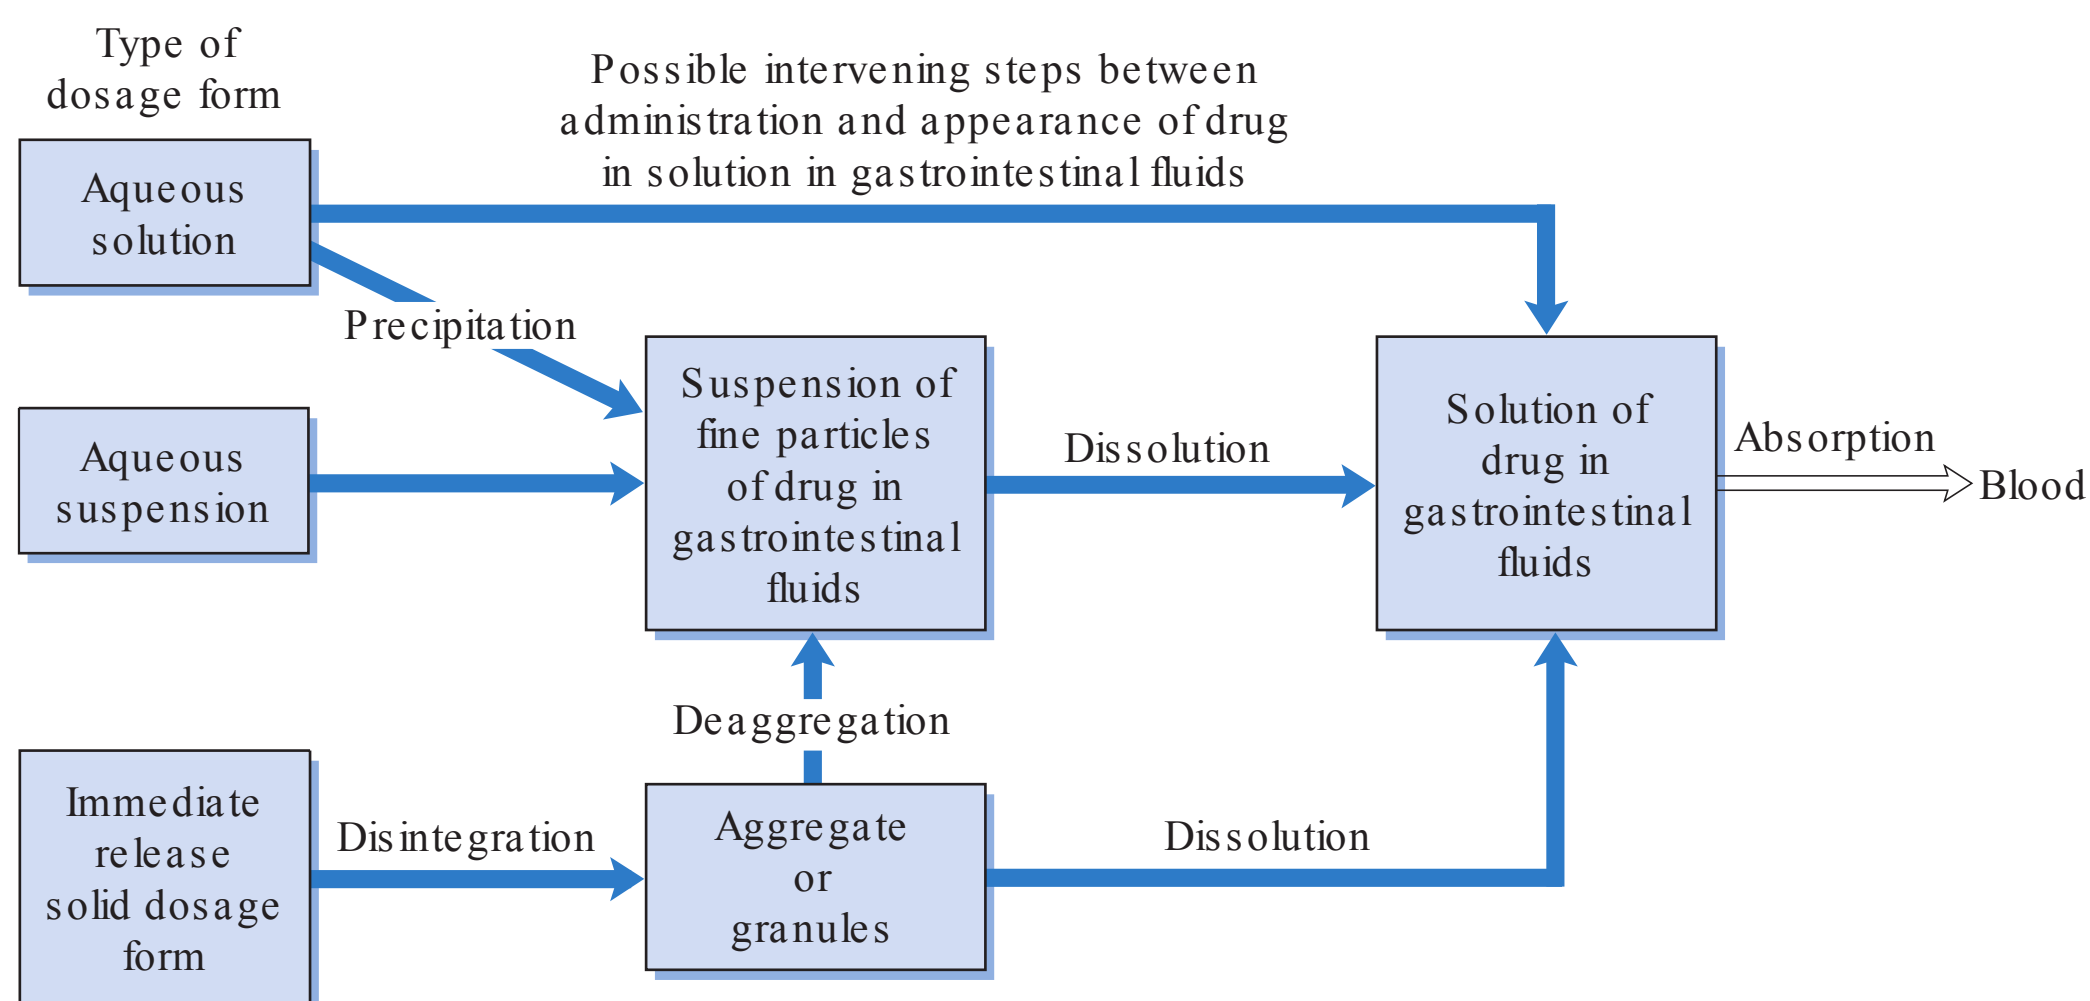 Type of
dosage form
Possible intervening steps between
administration and appearance of drug
in solution in gastrointestinal fluids
Aqueous
solution
Precipitation
Aqueous
suspension
Suspension of
fine particles
of drug in
gastrointestinal
fluids
Dissolution
Solution of
drug in
gastrointestinal
fluids
Absorption
Blood
Deaggregation
Immediate
release
solid dosage
form
Disintegration
Aggregate
or
granules
Dissolution